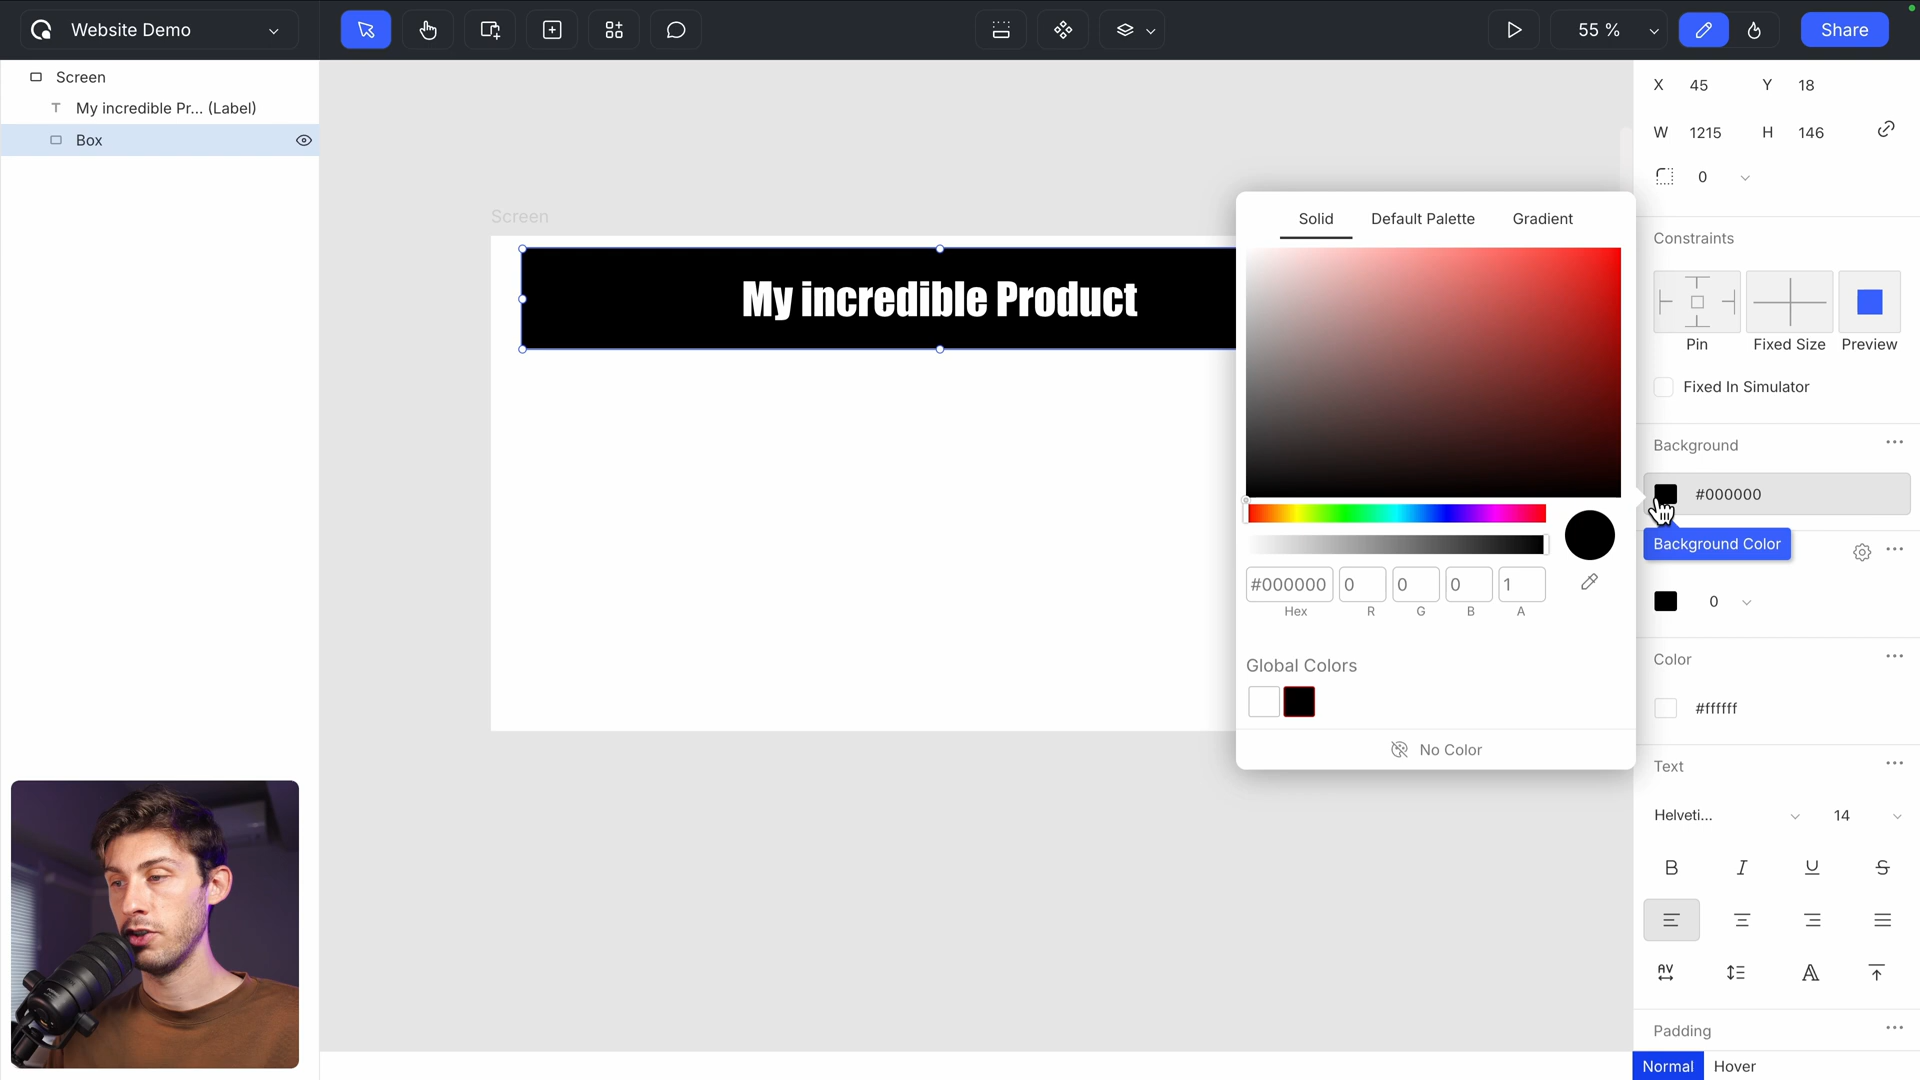 Website Demo
55 %
Share
Screen
My incredible Pr... (Label)
Box
Screen
My incredible Product
Solid
Default Palette
Gradient
#000000
0
0
0
1
Hex
R
G
B
A
Global Colors
No Color
X 45 Y 18
W 1215 H 146
0
Constraints
Pin
Fixed Size
Preview
Fixed In Simulator
Background
#000000
Background Color
0
Color
#ffffff
Text
Helveti...
14
B I U S
AV
A
Padding
Normal
Hover